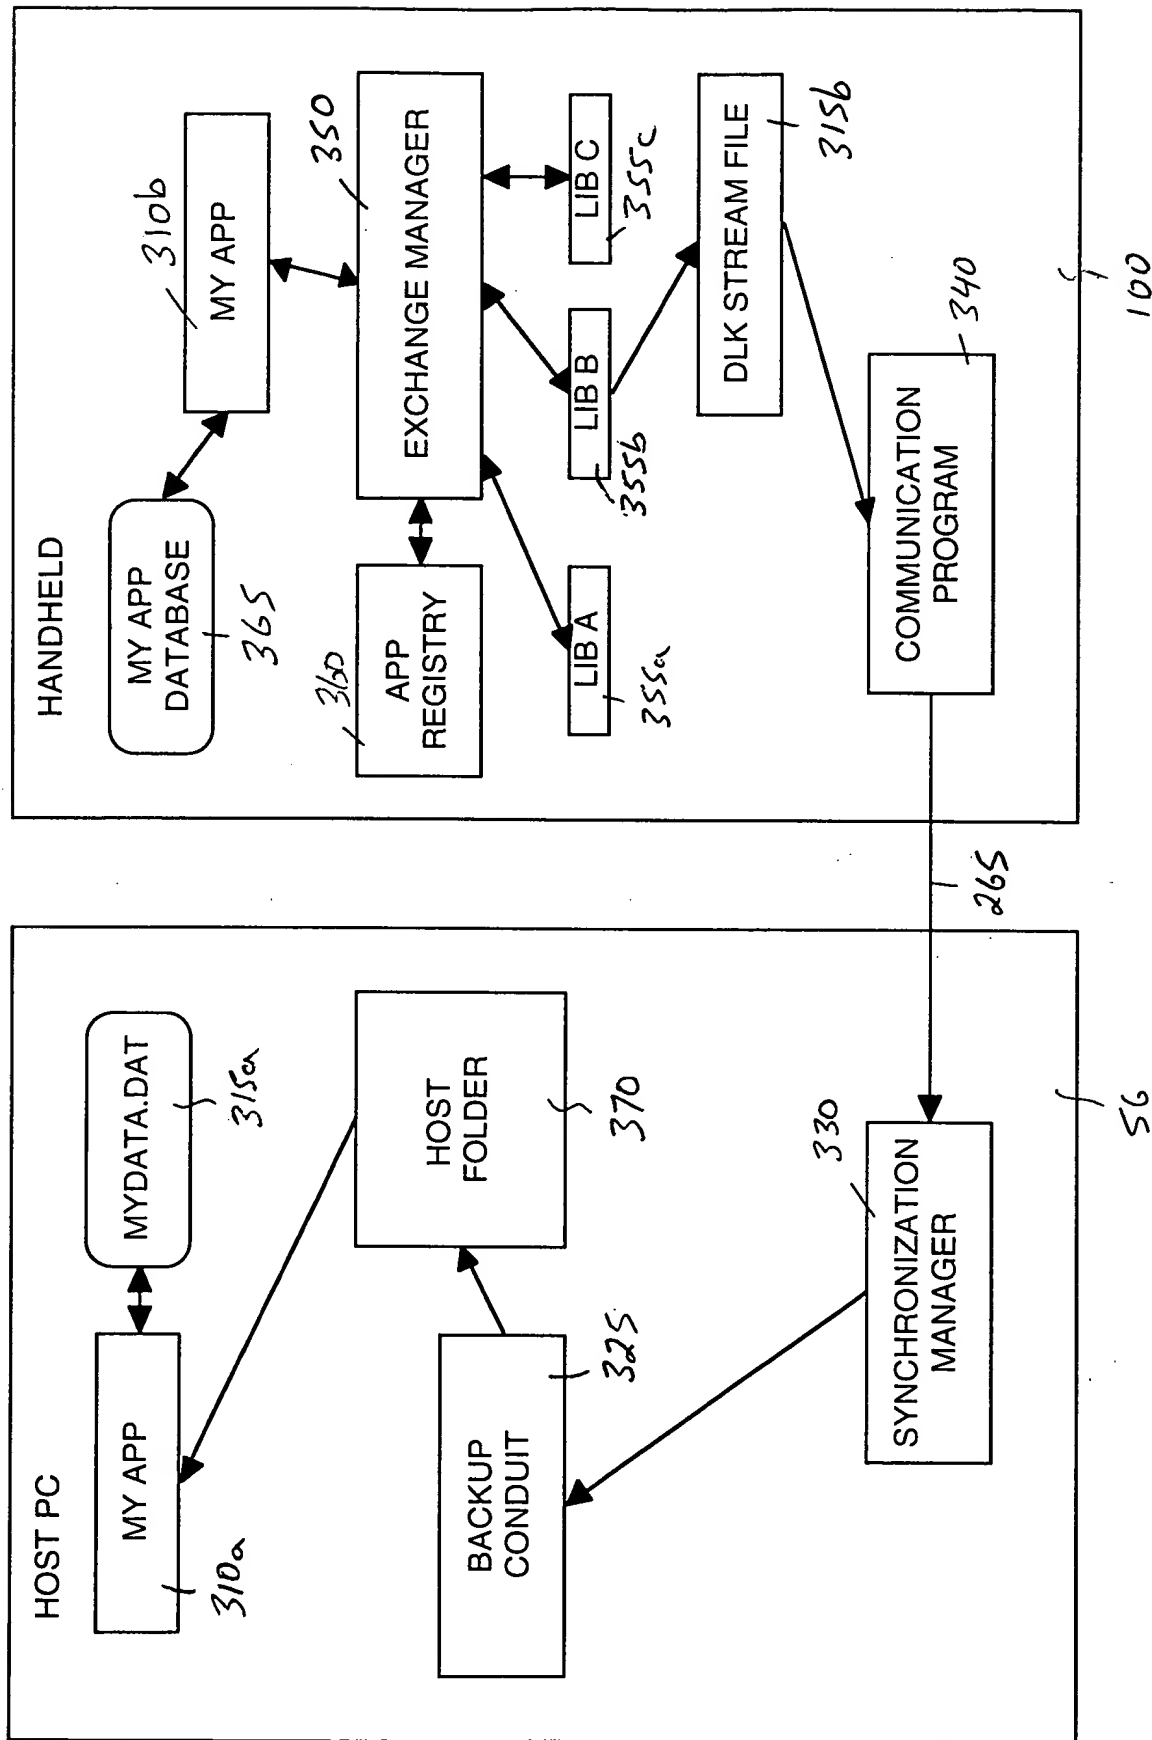 HOST PC
MY APP
310a
MYDATA.DAT
315a
HOST
FOLDER
370
BACKUP
CONDUIT
325
SYNCHRONIZATION
MANAGER
330
56
265
HANDHELD
MY APP
DATABASE
365
MY APP
310b
APP
REGISTRY
360
EXCHANGE MANAGER
350
LIB A
355a
LIB B
355b
LIB C
355c
DLK STREAM FILE
315b
COMMUNICATION
PROGRAM
340
100